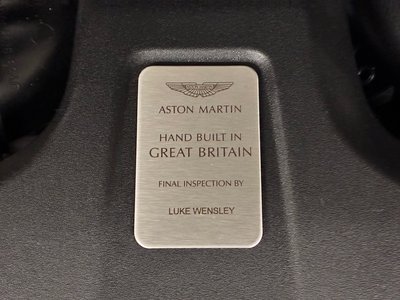 ASTON MARTIN
HAND BUILT IN
GREAT BRITAIN
FINAL INSPECTION BY
LUKE WENSLEY